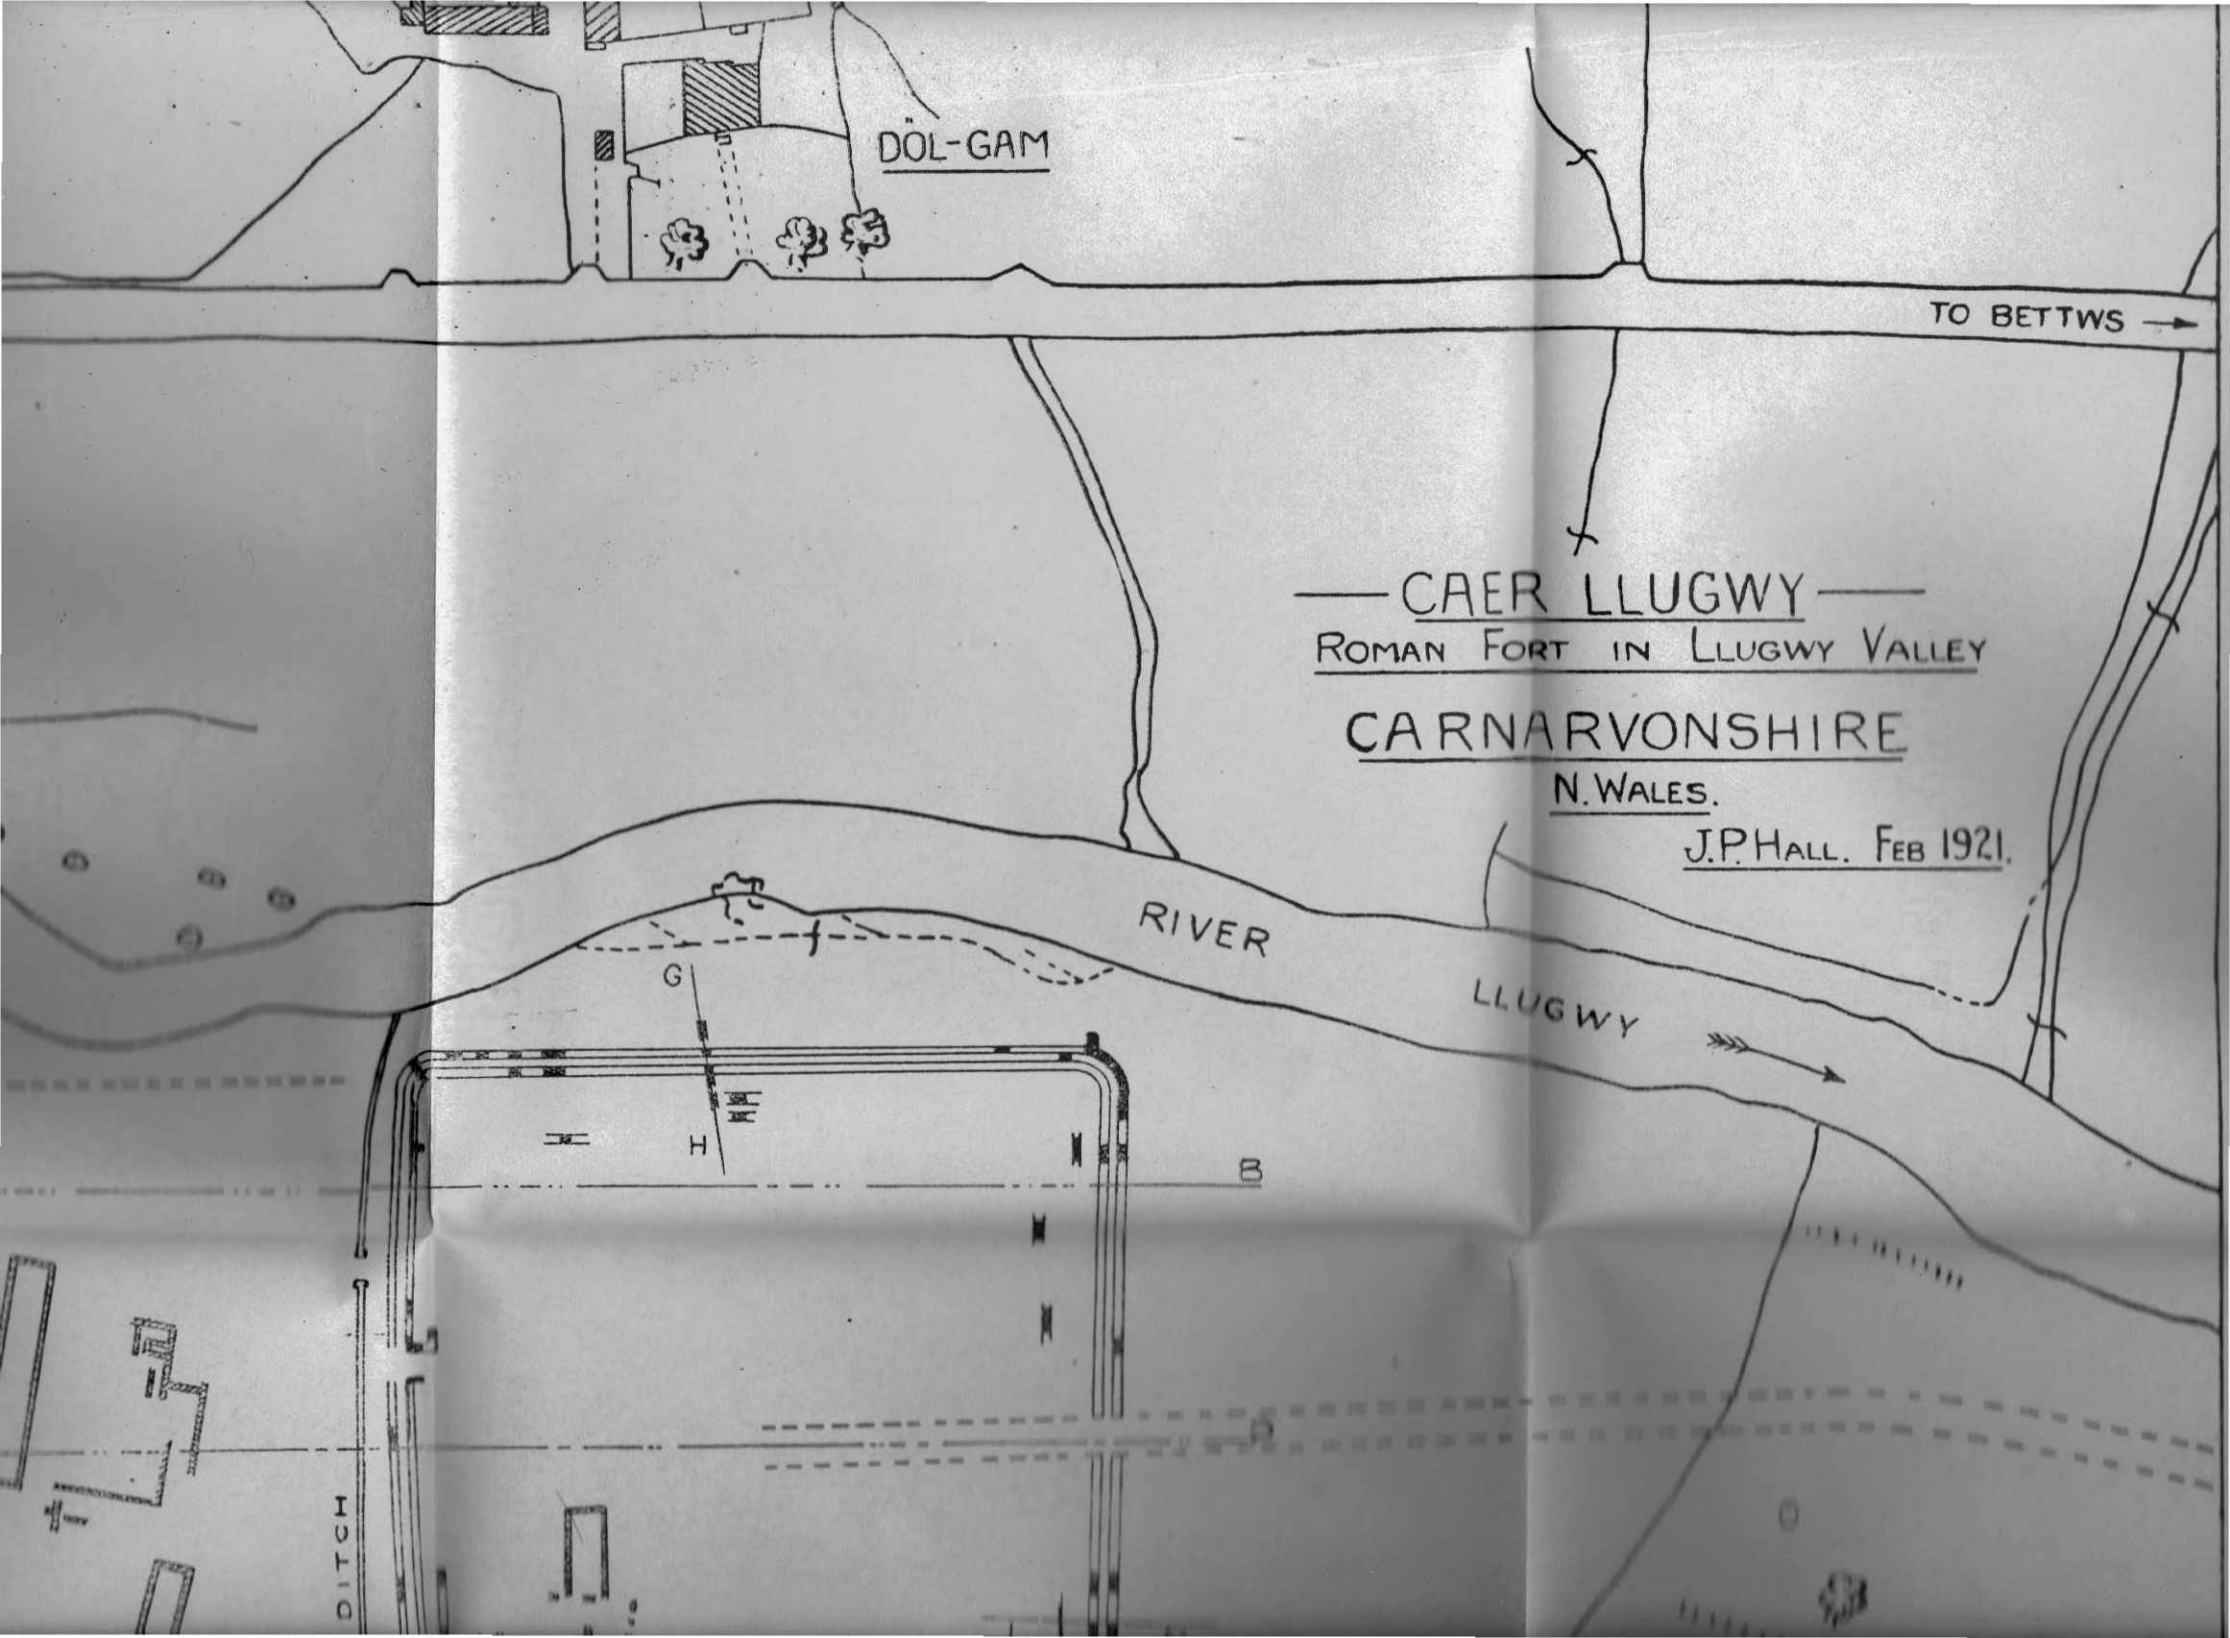 DÖL-GAM
TO BETTWS
CAER LLUGWY
ROMAN FORT IN LLUGWY VALLEY
CARNARVONSHIRE
N. WALES.
J.P. HALL. FEB 1921.
RIVER
LLUGWY
G
H
B
D
DITCH